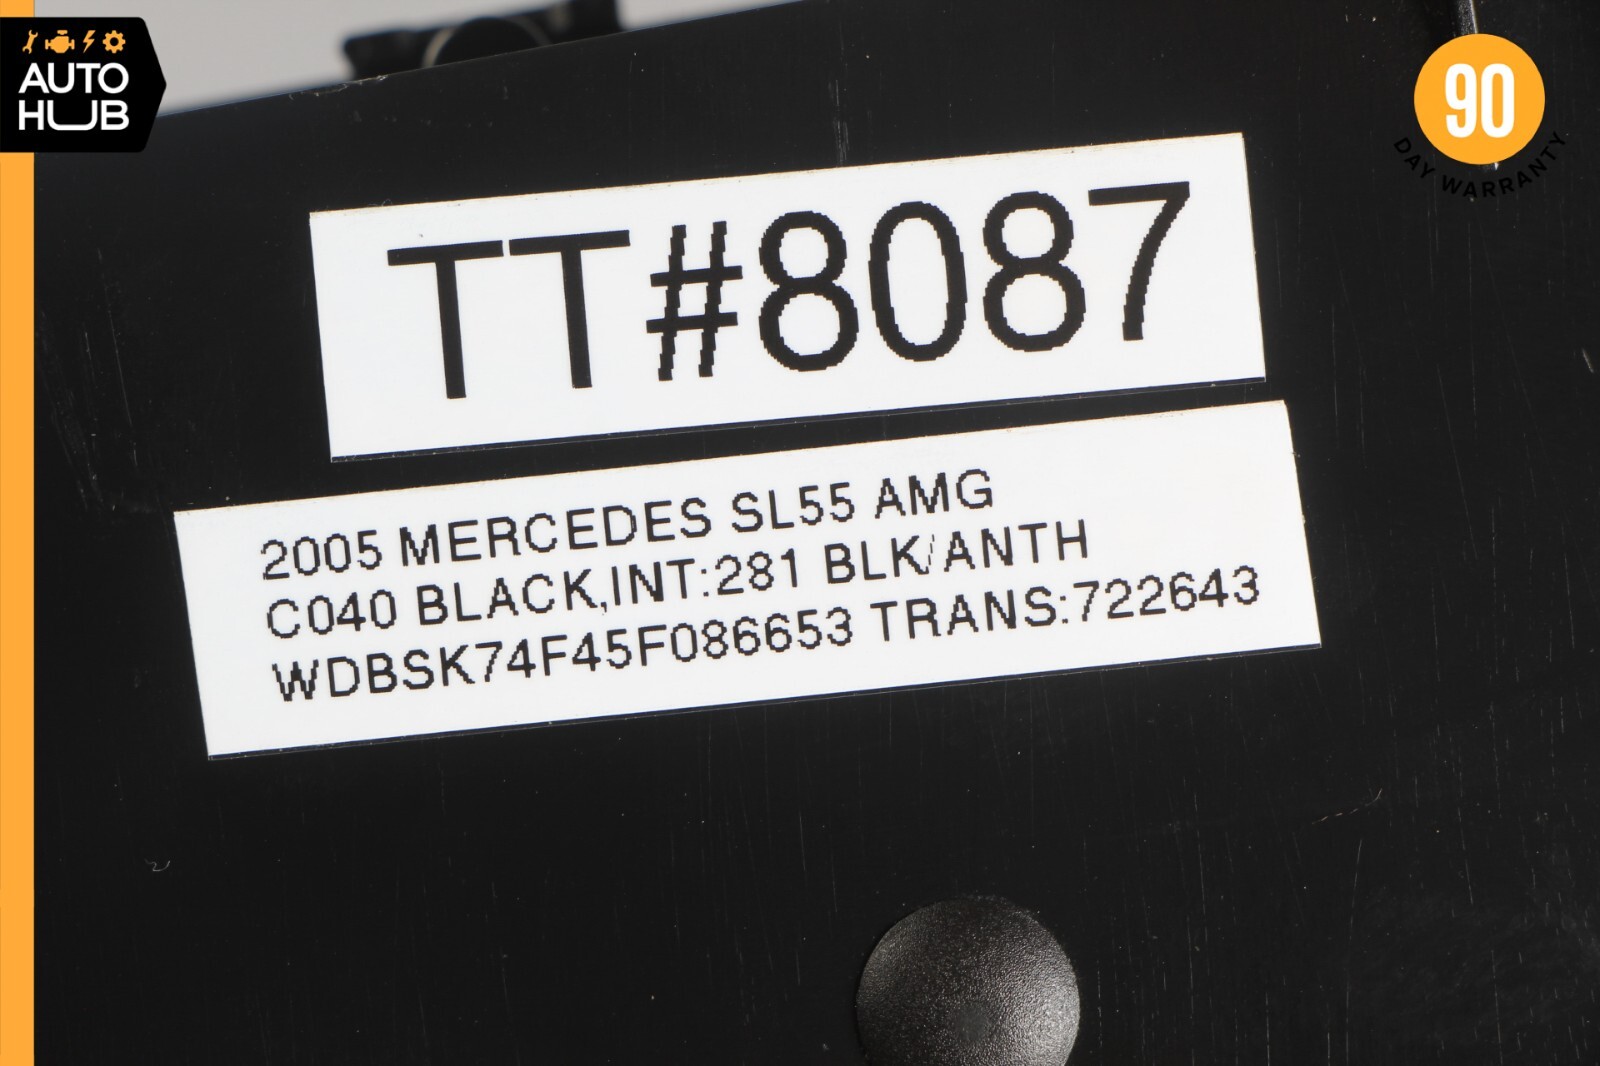 AUTO
HUB
90
DAY WARRANTY
TT#8087
2005 MERCEDES SL55 AMG
C040 BLACK,INT:281 BLK/ANTH
WDBSK74F45F086653 TRANS:722643